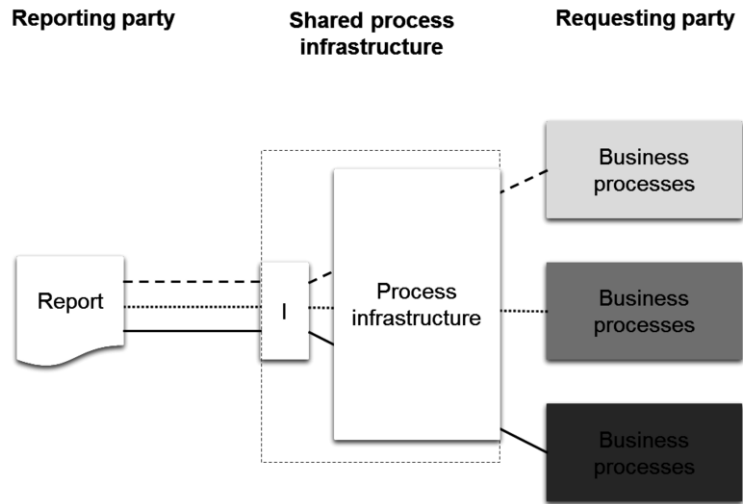 Reporting party
Shared process
infrastructure
Requesting party
Business
processes
Report
I
Process
infrastructure
Business
processes
Business
processes